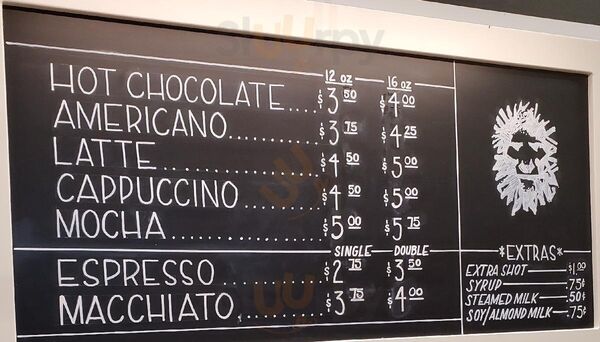 Slurrpy
12 oz 16 oz
HOT CHOCOLATE.... $3 50 $4 00
AMERICANO............ $3 75 $4 25
LATTE........................ $4 50 $5 00
CAPPUCCINO........... $4 50 $5 00
MOCHA...................... $5 00 $5 75
SINGLE DOUBLE
ESPRESSO............... $2 75 $3 50
MACCHIATO............ $3 75 $4 00
*EXTRAS*
EXTRA SHOT $1.00
SYRUP .75¢
STEAMED MILK .50¢
SOY/ALMOND MILK .75¢